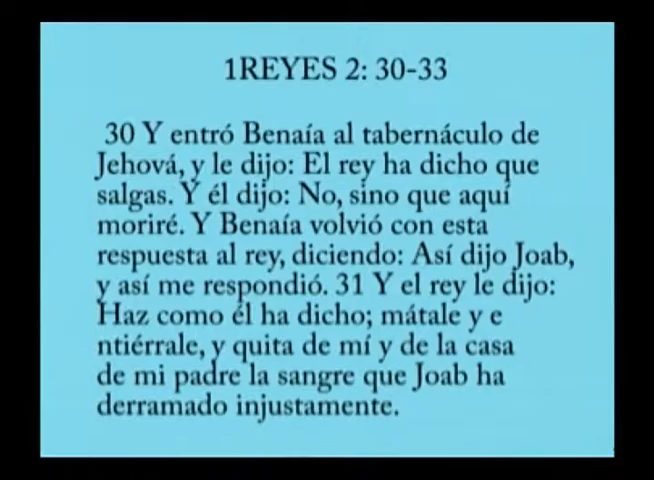 1REYES 2: 30-33
30 Y entró Benaía al tabernáculo de
Jehová, y le dijo: El rey ha dicho que
salgas. Y él dijo: No, sino que aquí
moriré. Y Benaía volvió con esta
respuesta al rey, diciendo: Así dijo Joab,
y así me respondió. 31 Y el rey le dijo:
Haz como él ha dicho; mátale y e
ntiérrale, y quita de mí y de la casa
de mi padre la sangre que Joab ha
derramado injustamente.